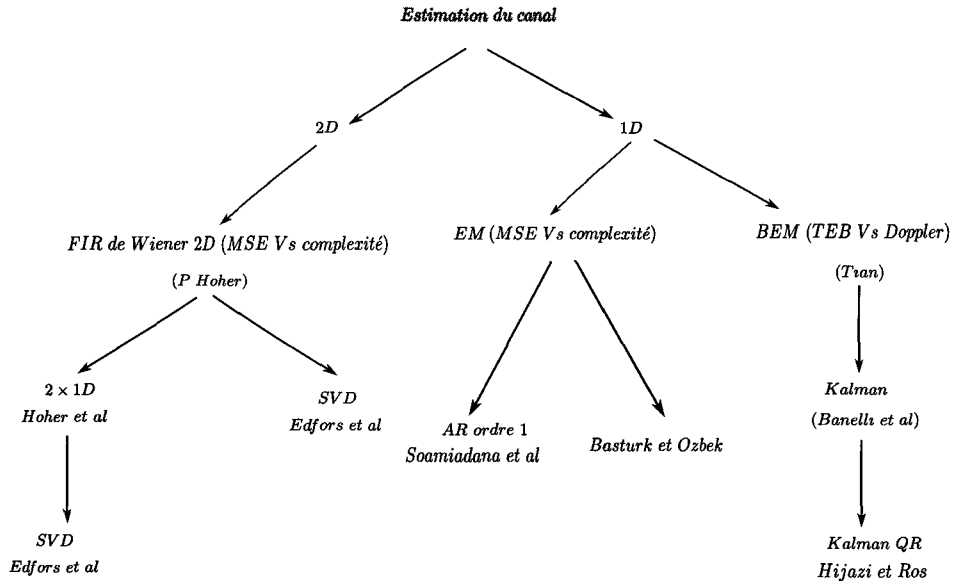 Estimation du canal
2D
1D
FIR de Wiener 2D (MSE Vs complexité)
(P Hoher)
EM (MSE Vs complexité)
BEM (TEB Vs Doppler)
(Tıan)
2 × 1D
Hoher et al
SVD
Edfors et al
AR ordre 1
Soamiadana et al
Basturk et Ozbek
Kalman
(Banellı et al)
SVD
Edfors et al
Kalman QR
Hijazi et Ros